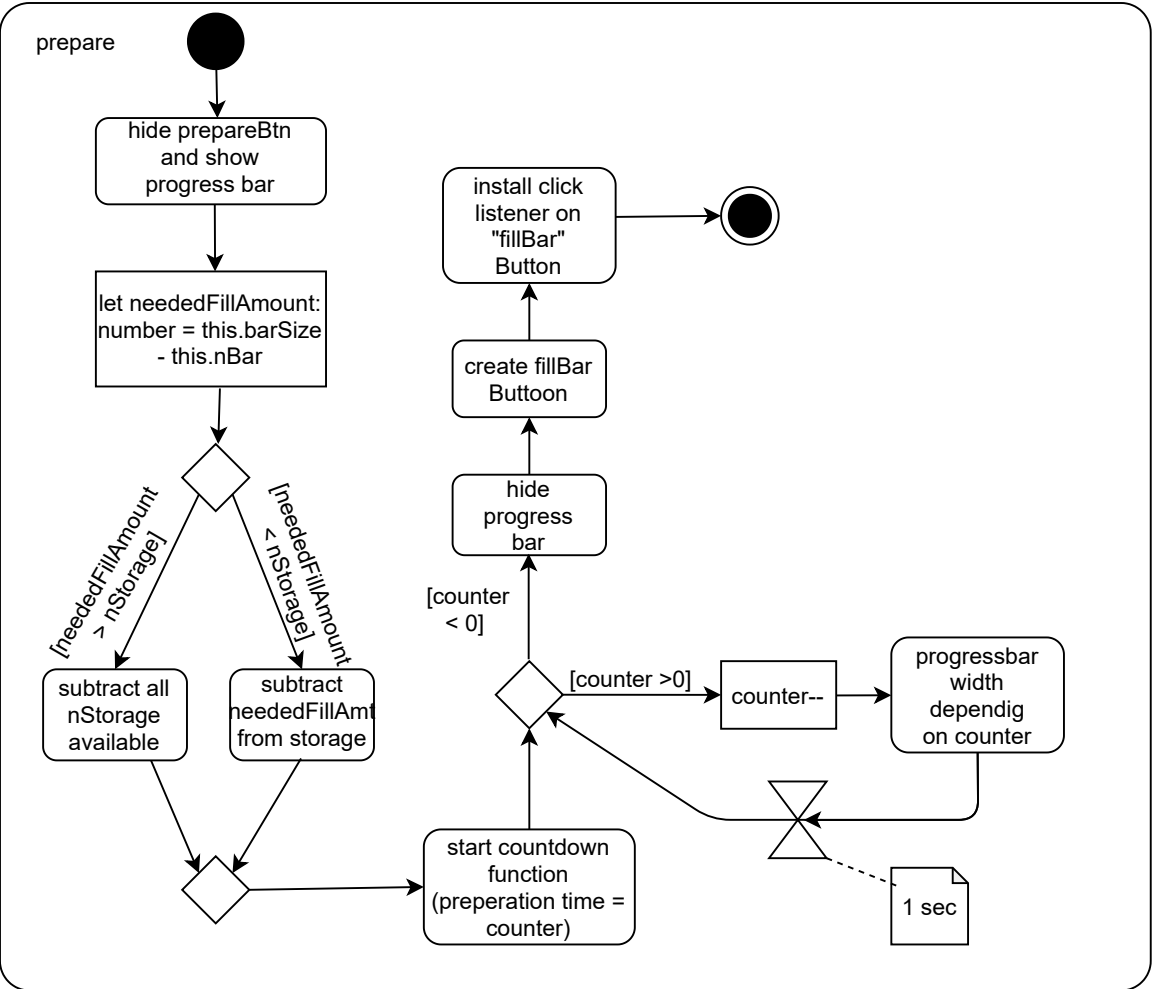 prepare
hide prepareBtn
and show
progress bar
let neededFillAmount:
number = this.barSize
- this.nBar
[neededFillAmount
> nStorage]
[neededFillAmount
< nStorage]
subtract all
nStorage
available
subtract
neededFillAmt
from storage
start countdown
function
(preperation time =
counter)
[counter
< 0]
[counter >0]
counter--
progressbar
width
dependig
on counter
1 sec
hide
progress
bar
create fillBar
Buttoon
install click
listener on
"fillBar"
Button